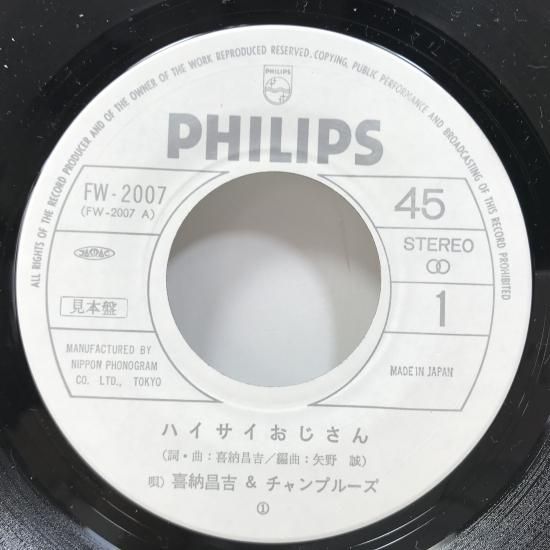 ALL RIGHTS OF THE RECORD PRODUCER AND OF THE OWNER OF THE WORK REPRODUCED RESERVED. COPYING, PUBLIC PERFORMANCE AND BROADCASTING OF THIS RECORD PROHIBITED
PHILIPS
PHILIPS
FW-2007
(FW-2007 A)
45
STEREO
見本盤
1
MANUFACTURED BY
NIPPON PHONOGRAM
CO. LTD., TOKYO
MADE IN JAPAN
ハイサイおじさん
(詞・曲:喜納昌吉/編曲:矢野 誠)
唄) 喜納昌吉 & チャンプルーズ
①